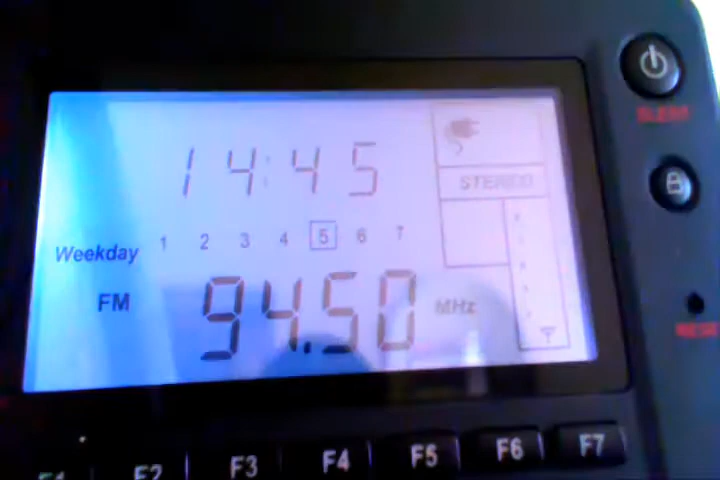 14:45
STEREO
Weekday 1 2 3 4 5 6 7
FM 94.50 MHz
SLEEP
F1 F2 F3 F4 F5 F6 F7